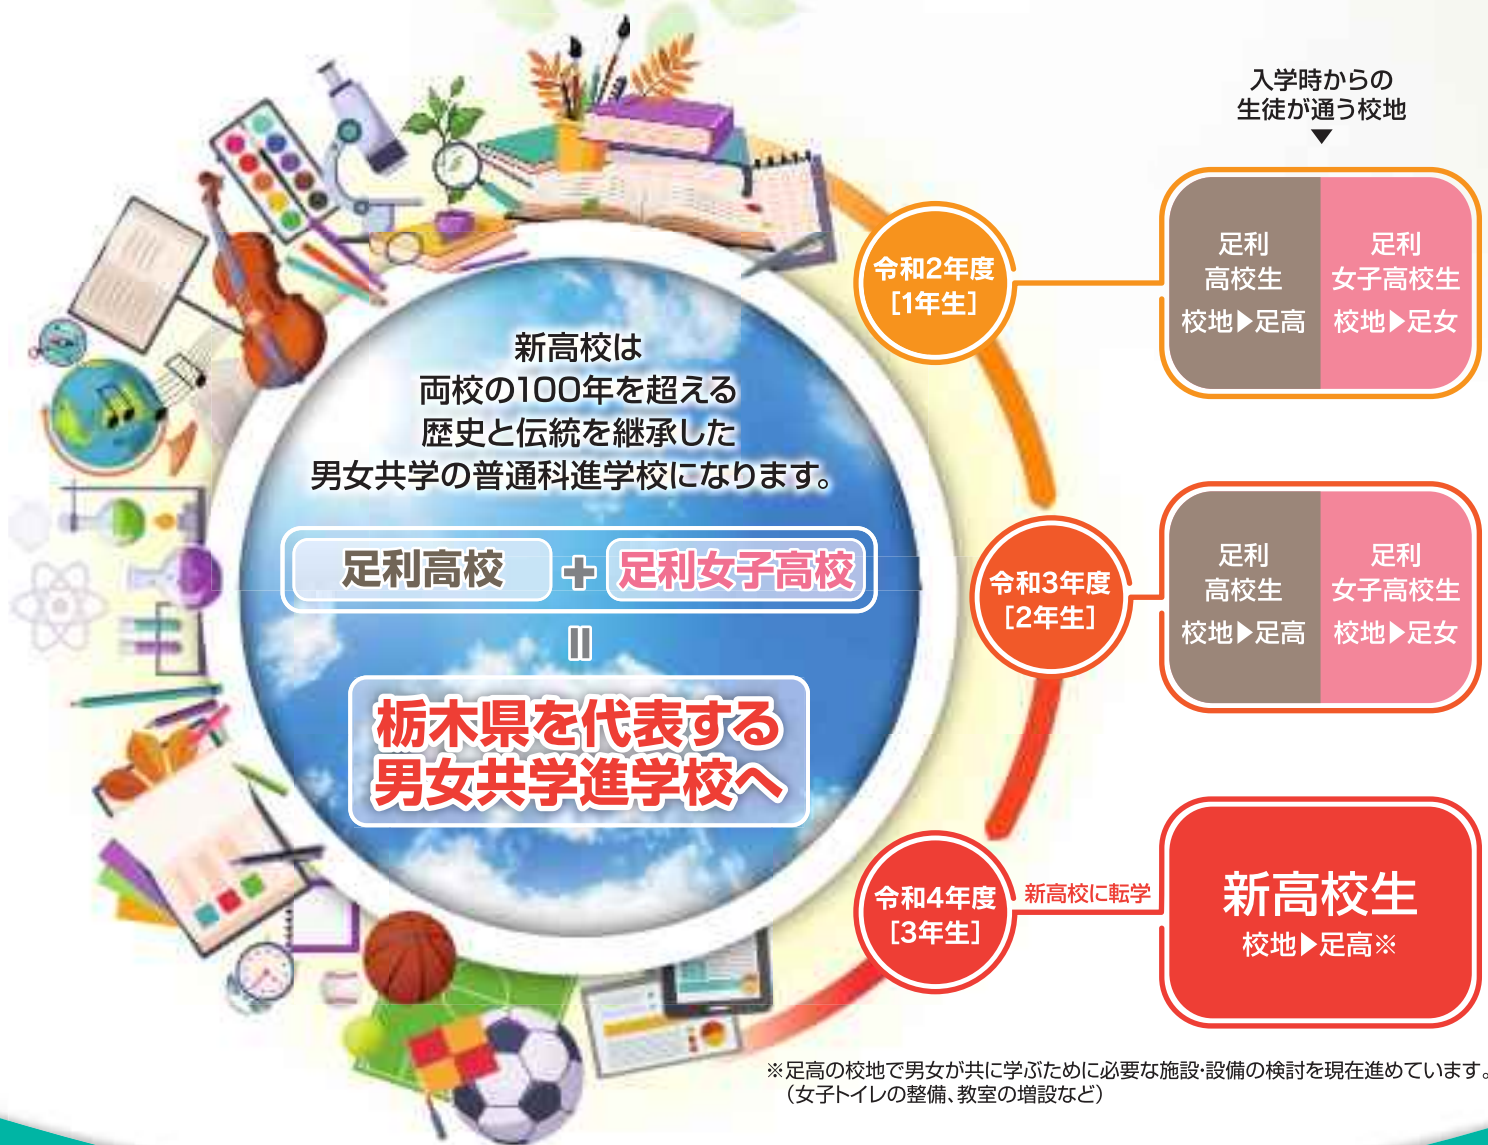 入学時からの
生徒が通う校地
▼
令和2年度
[1年生]
足利
高校生
校地▶足高
足利
女子高校生
校地▶足女
新高校は
両校の100年を超える
歴史と伝統を継承した
男女共学の普通科進学校になります。
足利高校 + 足利女子高校
=
栃木県を代表する
男女共学進学校へ
令和3年度
[2年生]
足利
高校生
校地▶足高
足利
女子高校生
校地▶足女
令和4年度
[3年生]
新高校に転学
新高校生
校地▶足高※
※足高の校地で男女が共に学ぶために必要な施設・設備の検討を現在進めています。
(女子トイレの整備、教室の増設など)